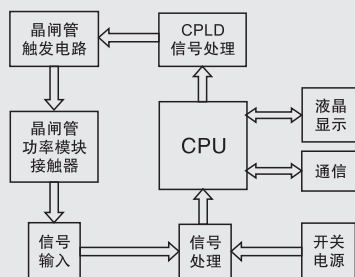 晶闸管
触发电路
CPLD
信号处理
晶闸管
功率模块
接触器
CPU
液晶
显示
通信
信号
输入
信号
处理
开关
电源